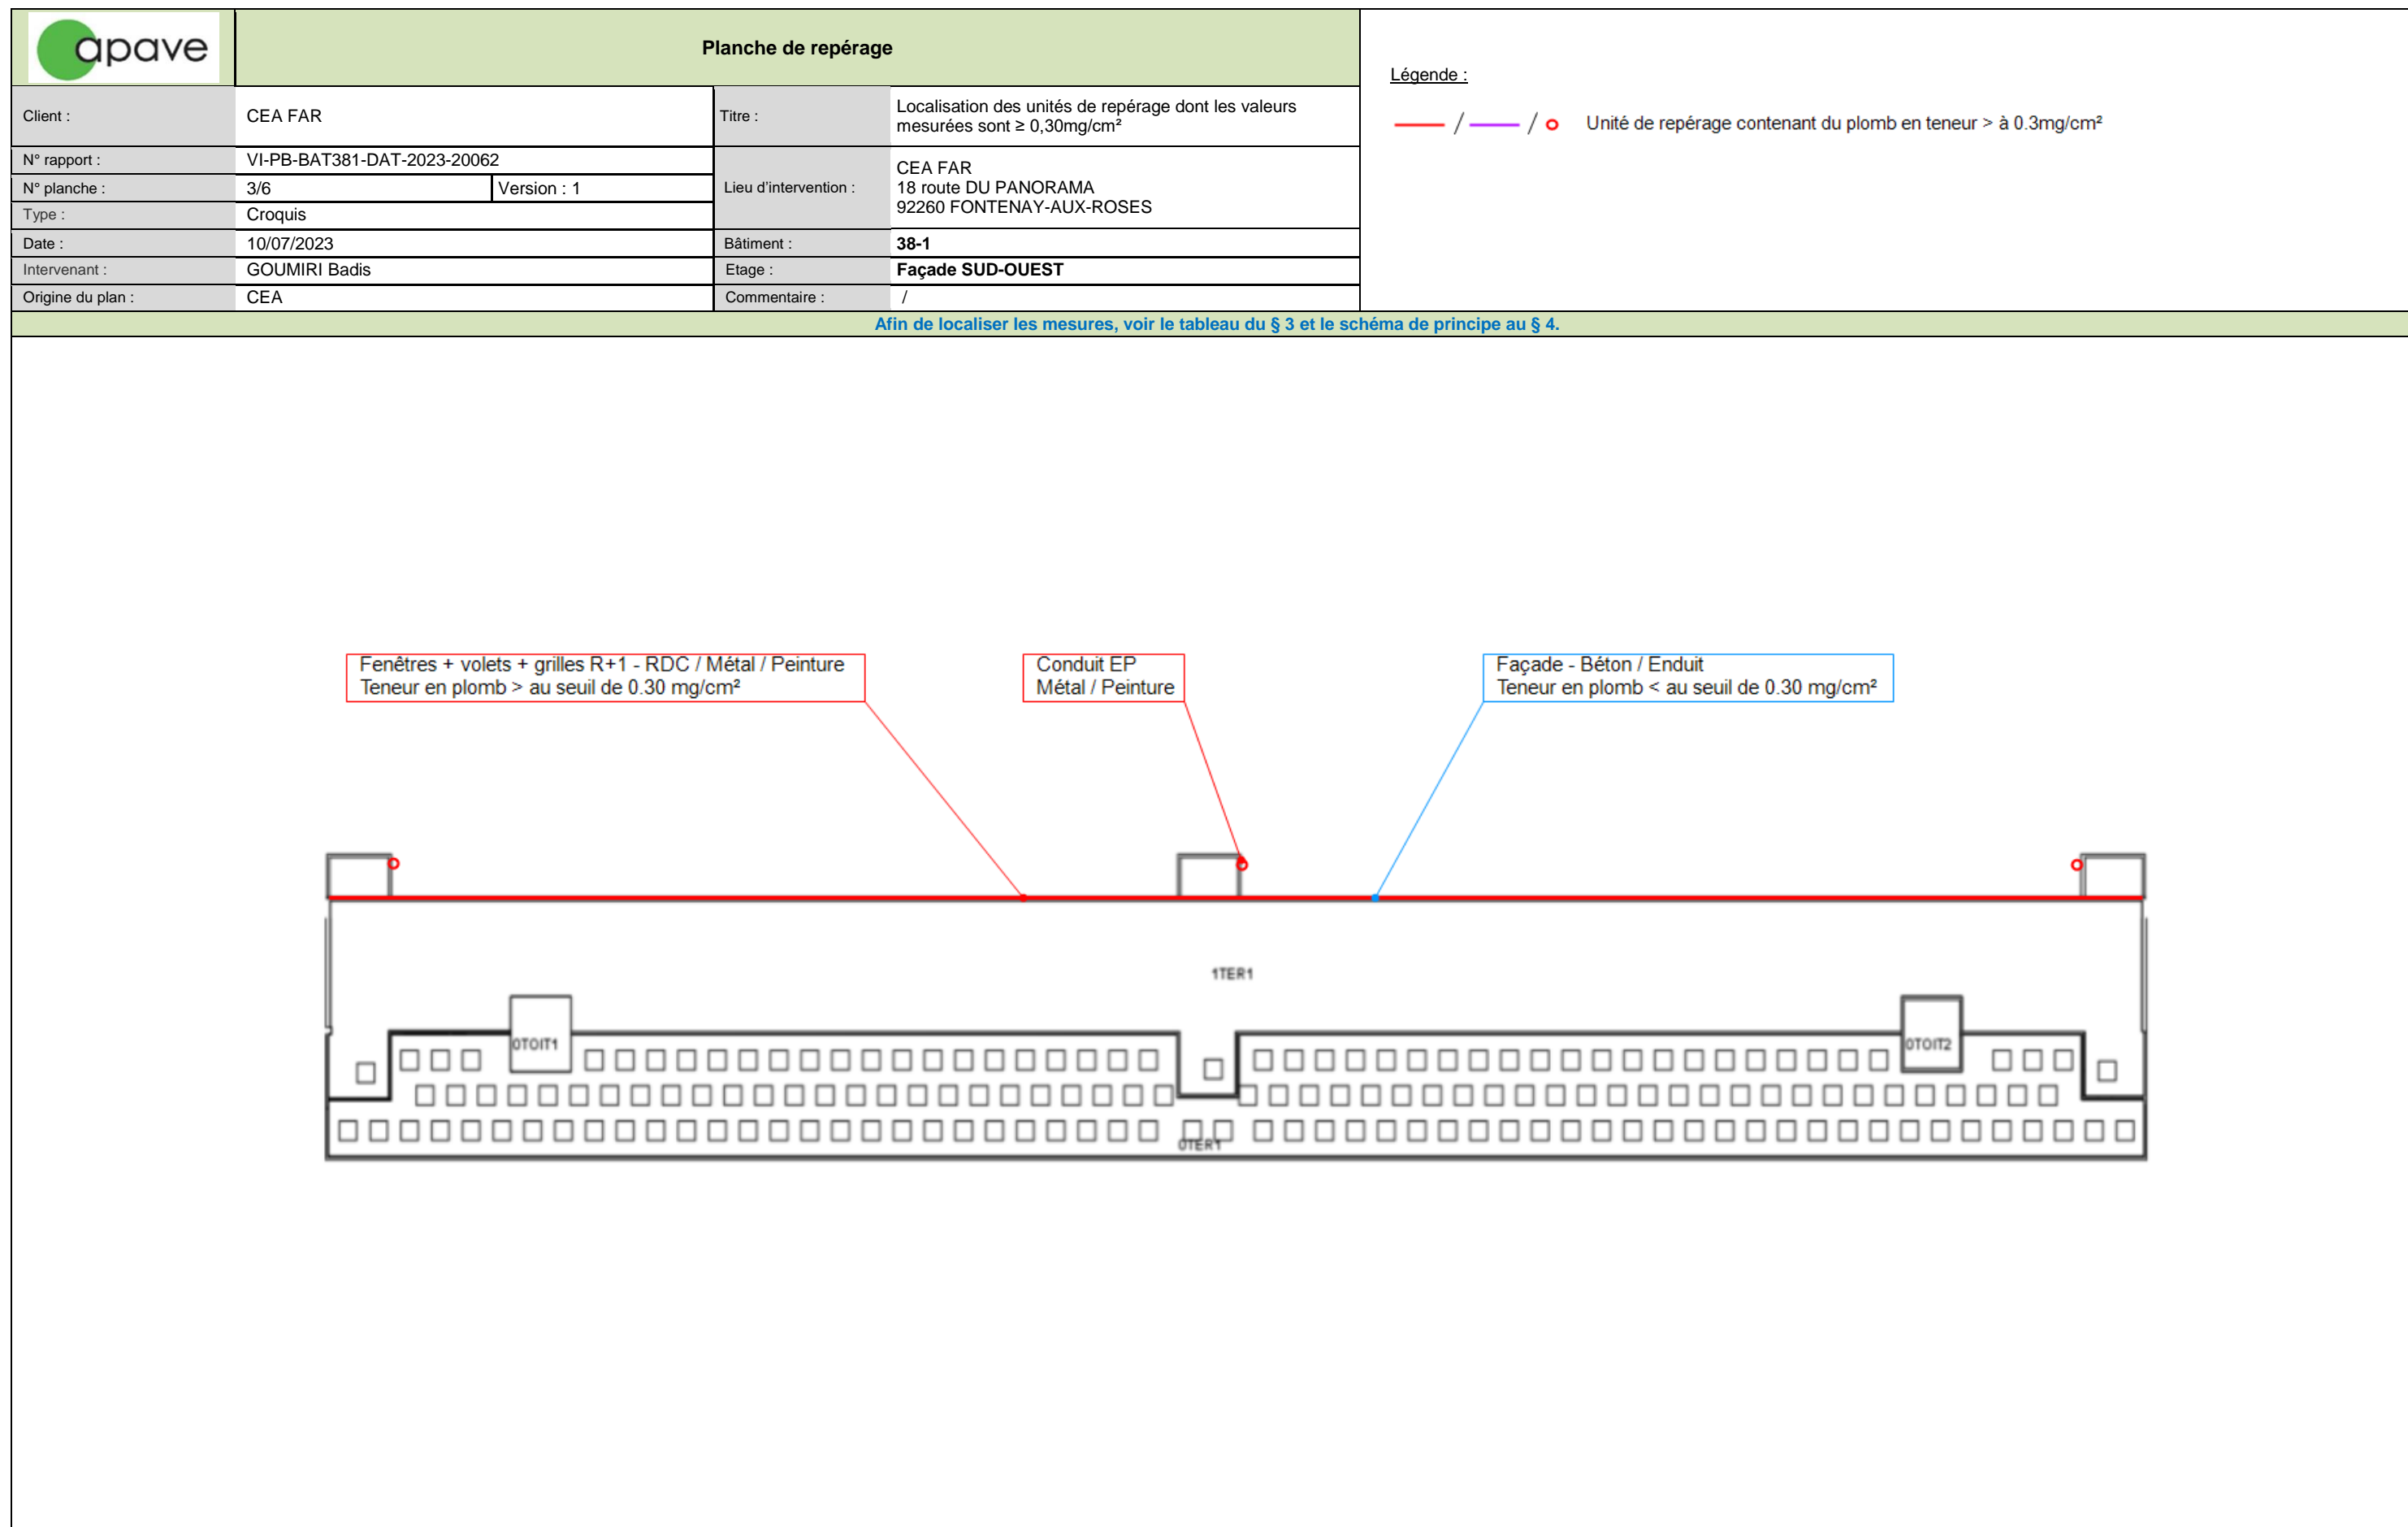 apave
Planche de repérage
Légende :
Client :
CEA FAR
Titre :
Localisation des unités de repérage dont les valeurs
mesurées sont ≥ 0,30mg/cm²
/ / Unité de repérage contenant du plomb en teneur > à 0.3mg/cm²
N° rapport :
VI-PB-BAT381-DAT-2023-20062
Lieu d'intervention :
CEA FAR
18 route DU PANORAMA
92260 FONTENAY-AUX-ROSES
N° planche :
3/6
Version : 1
Type :
Croquis
Date :
10/07/2023
Bâtiment :
38-1
Intervenant :
GOUMIRI Badis
Etage :
Façade SUD-OUEST
Origine du plan :
CEA
Commentaire :
/
Afin de localiser les mesures, voir le tableau du § 3 et le schéma de principe au § 4.
Fenêtres + volets + grilles R+1 - RDC / Métal / Peinture
Teneur en plomb > au seuil de 0.30 mg/cm²
Conduit EP
Métal / Peinture
Façade - Béton / Enduit
Teneur en plomb < au seuil de 0.30 mg/cm²
1TER1
0TOIT1
0TOIT2
0TER1